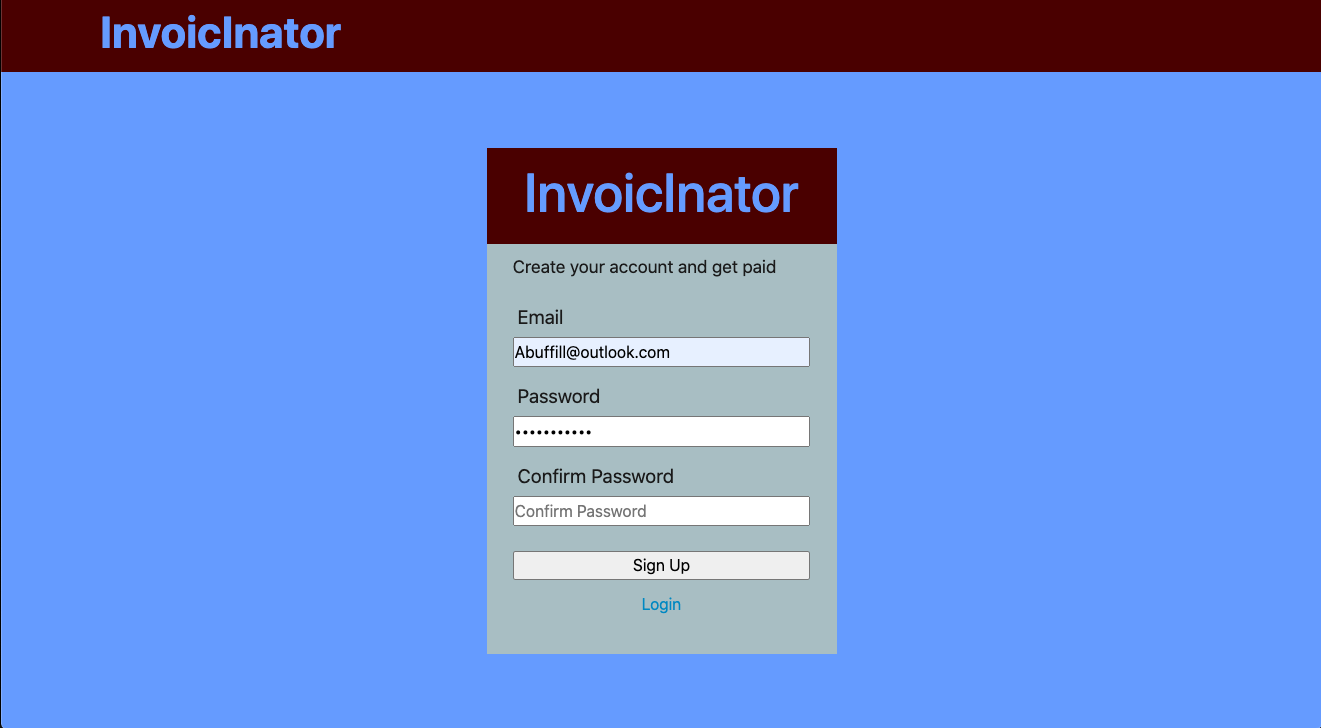 InvoicInator
InvoicInator
Create your account and get paid
Email
Abuffill@outlook.com
Password
•••••••••••
Confirm Password
Confirm Password
Sign Up
Login